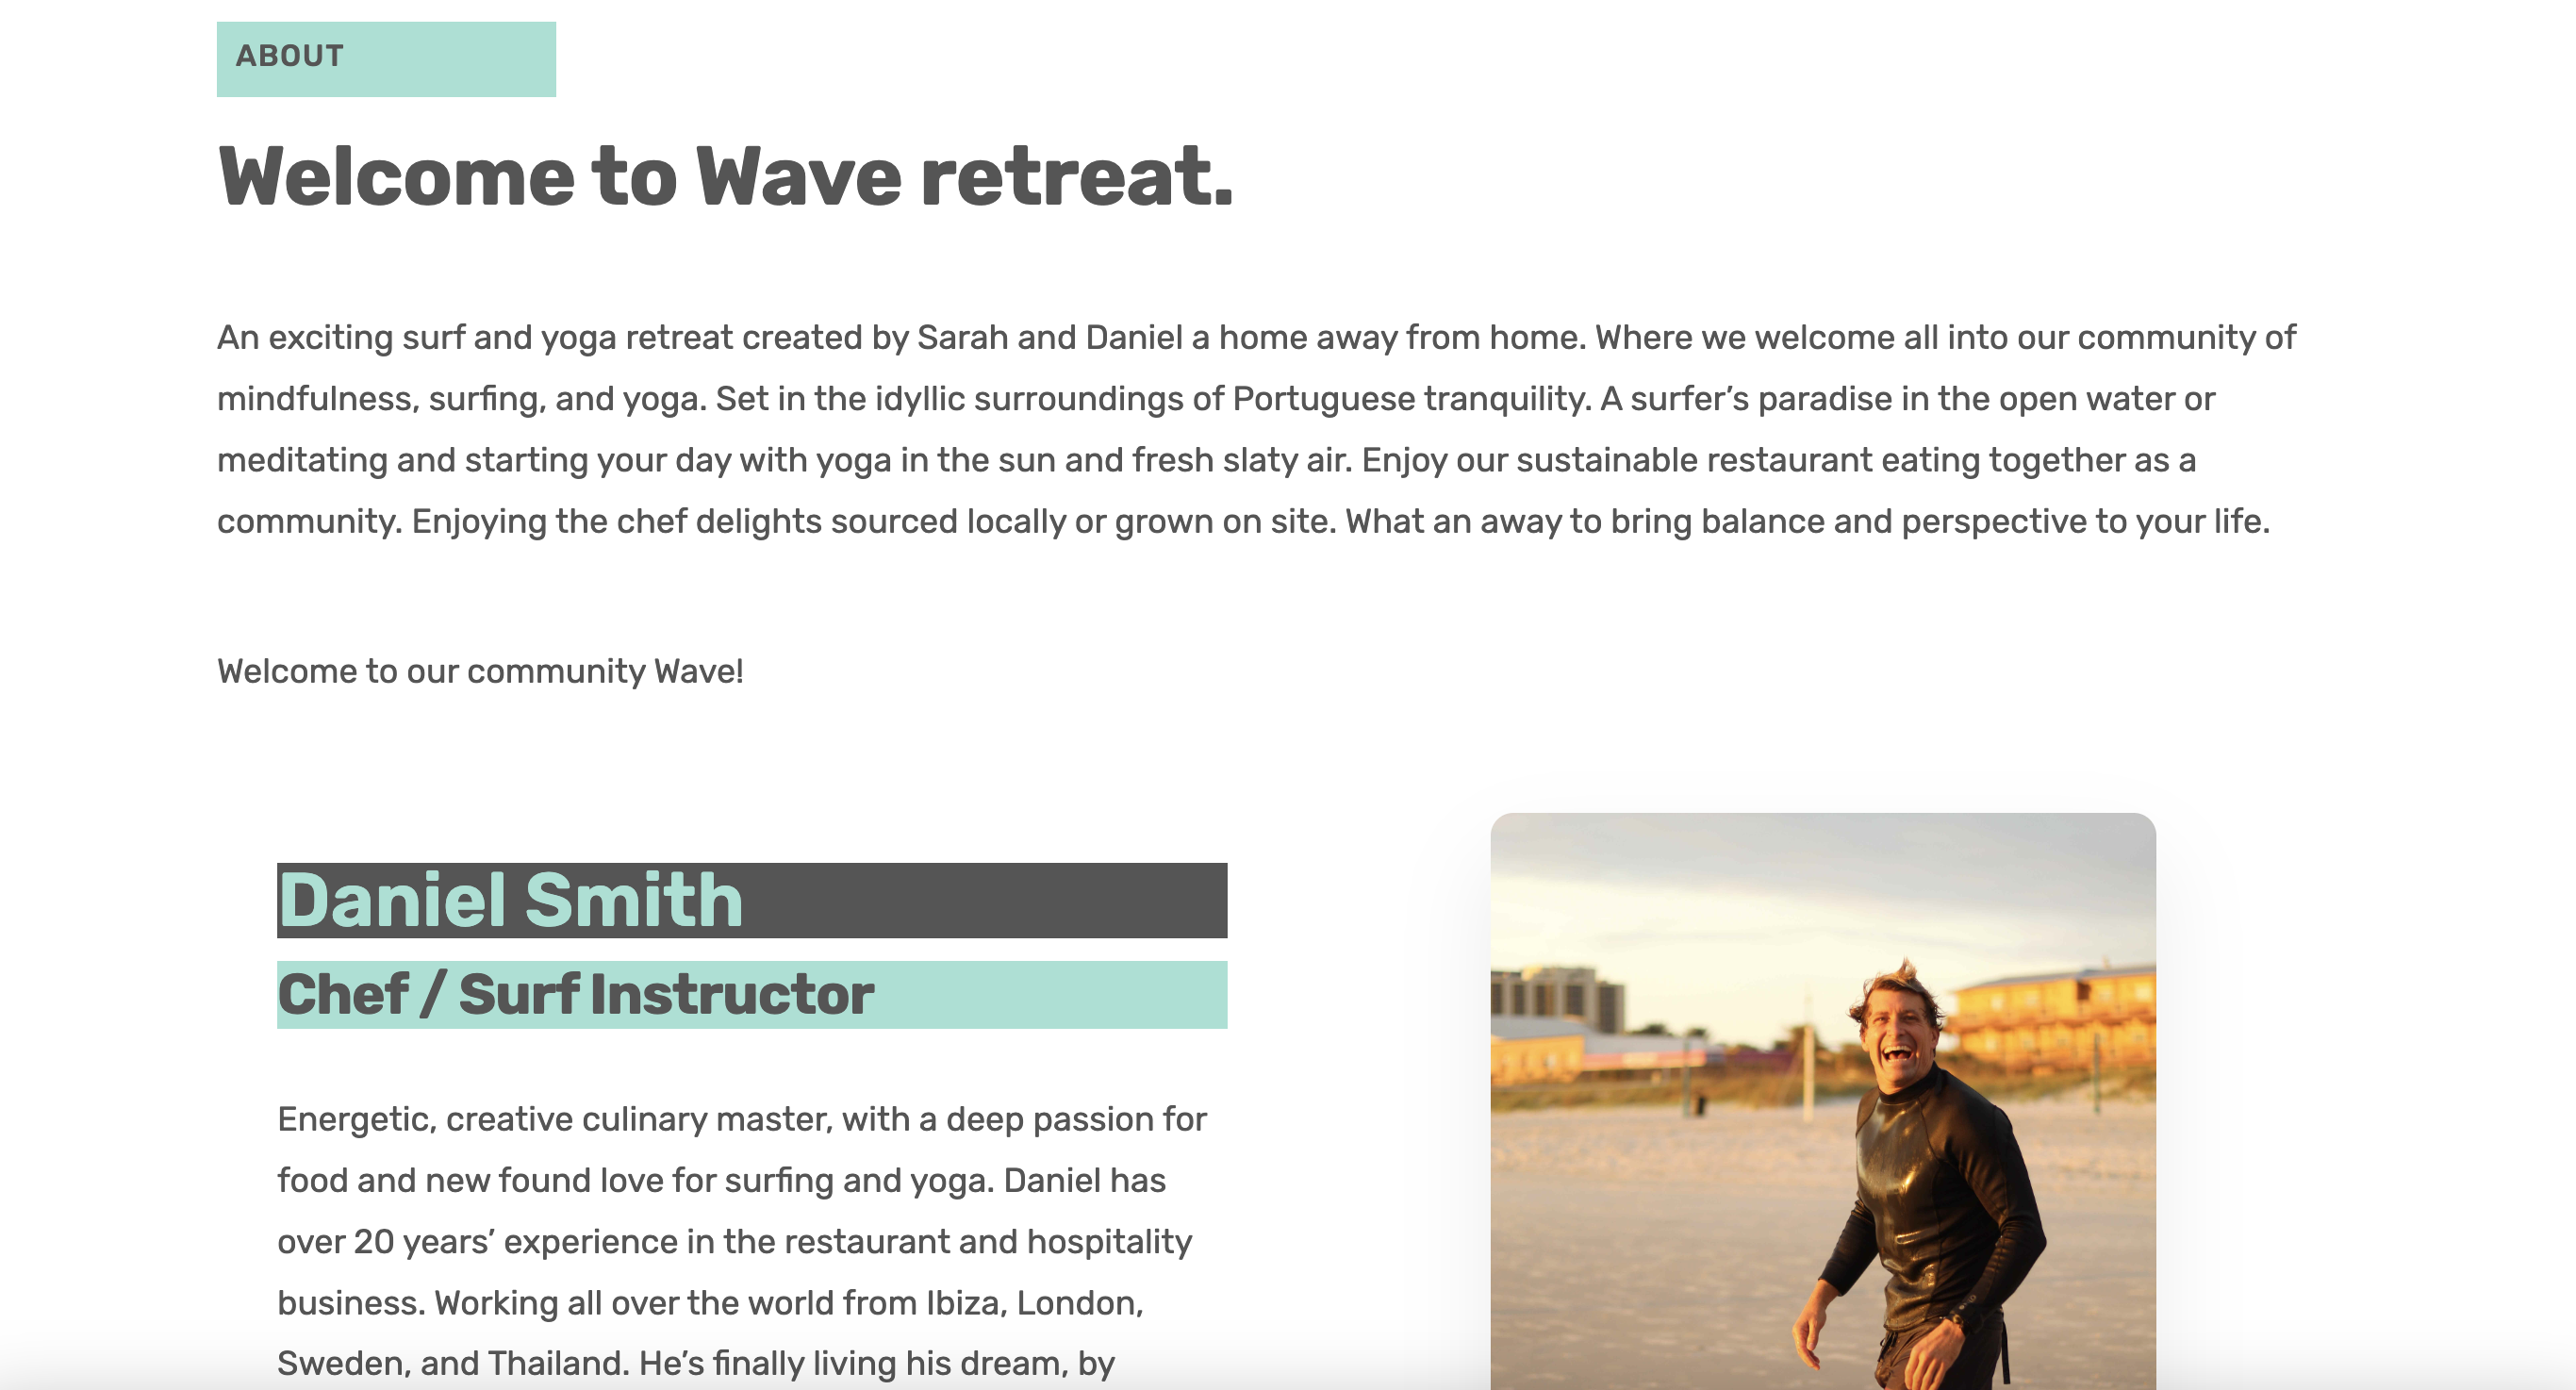 ABOUT
Welcome to Wave retreat.
An exciting surf and yoga retreat created by Sarah and Daniel a home away from home. Where we welcome all into our community of
mindfulness, surfing, and yoga. Set in the idyllic surroundings of Portuguese tranquility. A surfer’s paradise in the open water or
meditating and starting your day with yoga in the sun and fresh slaty air. Enjoy our sustainable restaurant eating together as a
community. Enjoying the chef delights sourced locally or grown on site. What an away to bring balance and perspective to your life.
Welcome to our community Wave!
Daniel Smith
Chef / Surf Instructor
Energetic, creative culinary master, with a deep passion for
food and new found love for surfing and yoga. Daniel has
over 20 years’ experience in the restaurant and hospitality
business. Working all over the world from Ibiza, London,
Sweden, and Thailand. He’s finally living his dream, by